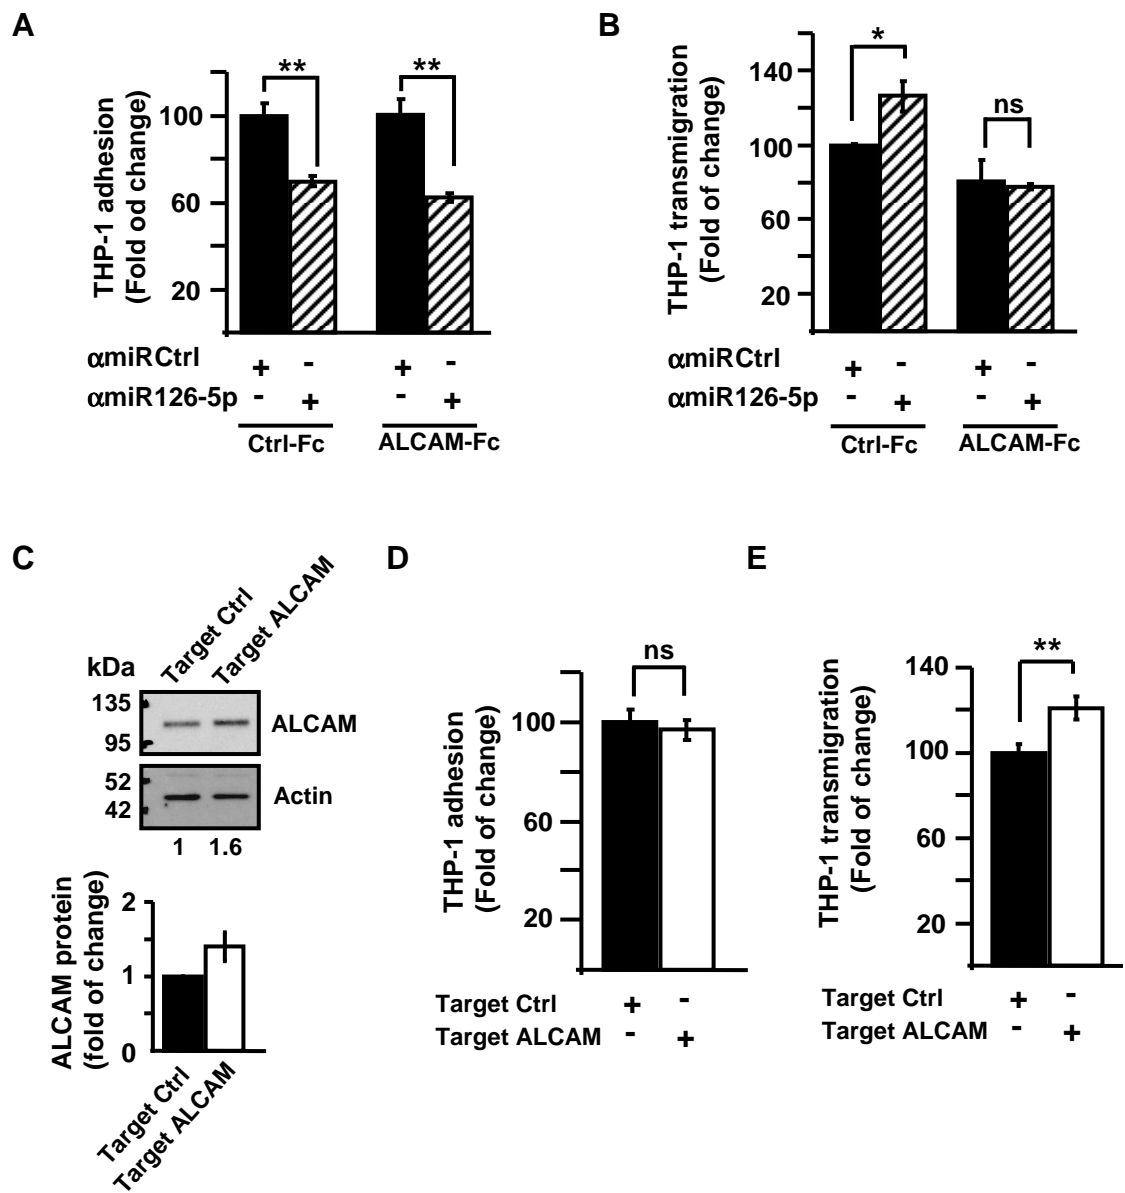 A
THP-1 adhesion
(Fold od change)
100
60
20
**
**
αmiRCtrl + - + -
αmiR126-5p - + - +
Ctrl-Fc ALCAM-Fc
B
THP-1 transmigration
(Fold of change)
140
100
60
20
*
ns
αmiRCtrl + - + -
αmiR126-5p - + - +
Ctrl-Fc ALCAM-Fc
C
Target Ctrl
Target ALCAM
kDa
135
95
ALCAM
52
42
Actin
1 1.6
ALCAM protein
(fold of change)
2
1
0
Target Ctrl
Target ALCAM
D
THP-1 adhesion
(Fold of change)
100
60
20
ns
Target Ctrl + -
Target ALCAM - +
E
THP-1 transmigration
(Fold of change)
140
100
60
20
**
Target Ctrl + -
Target ALCAM - +